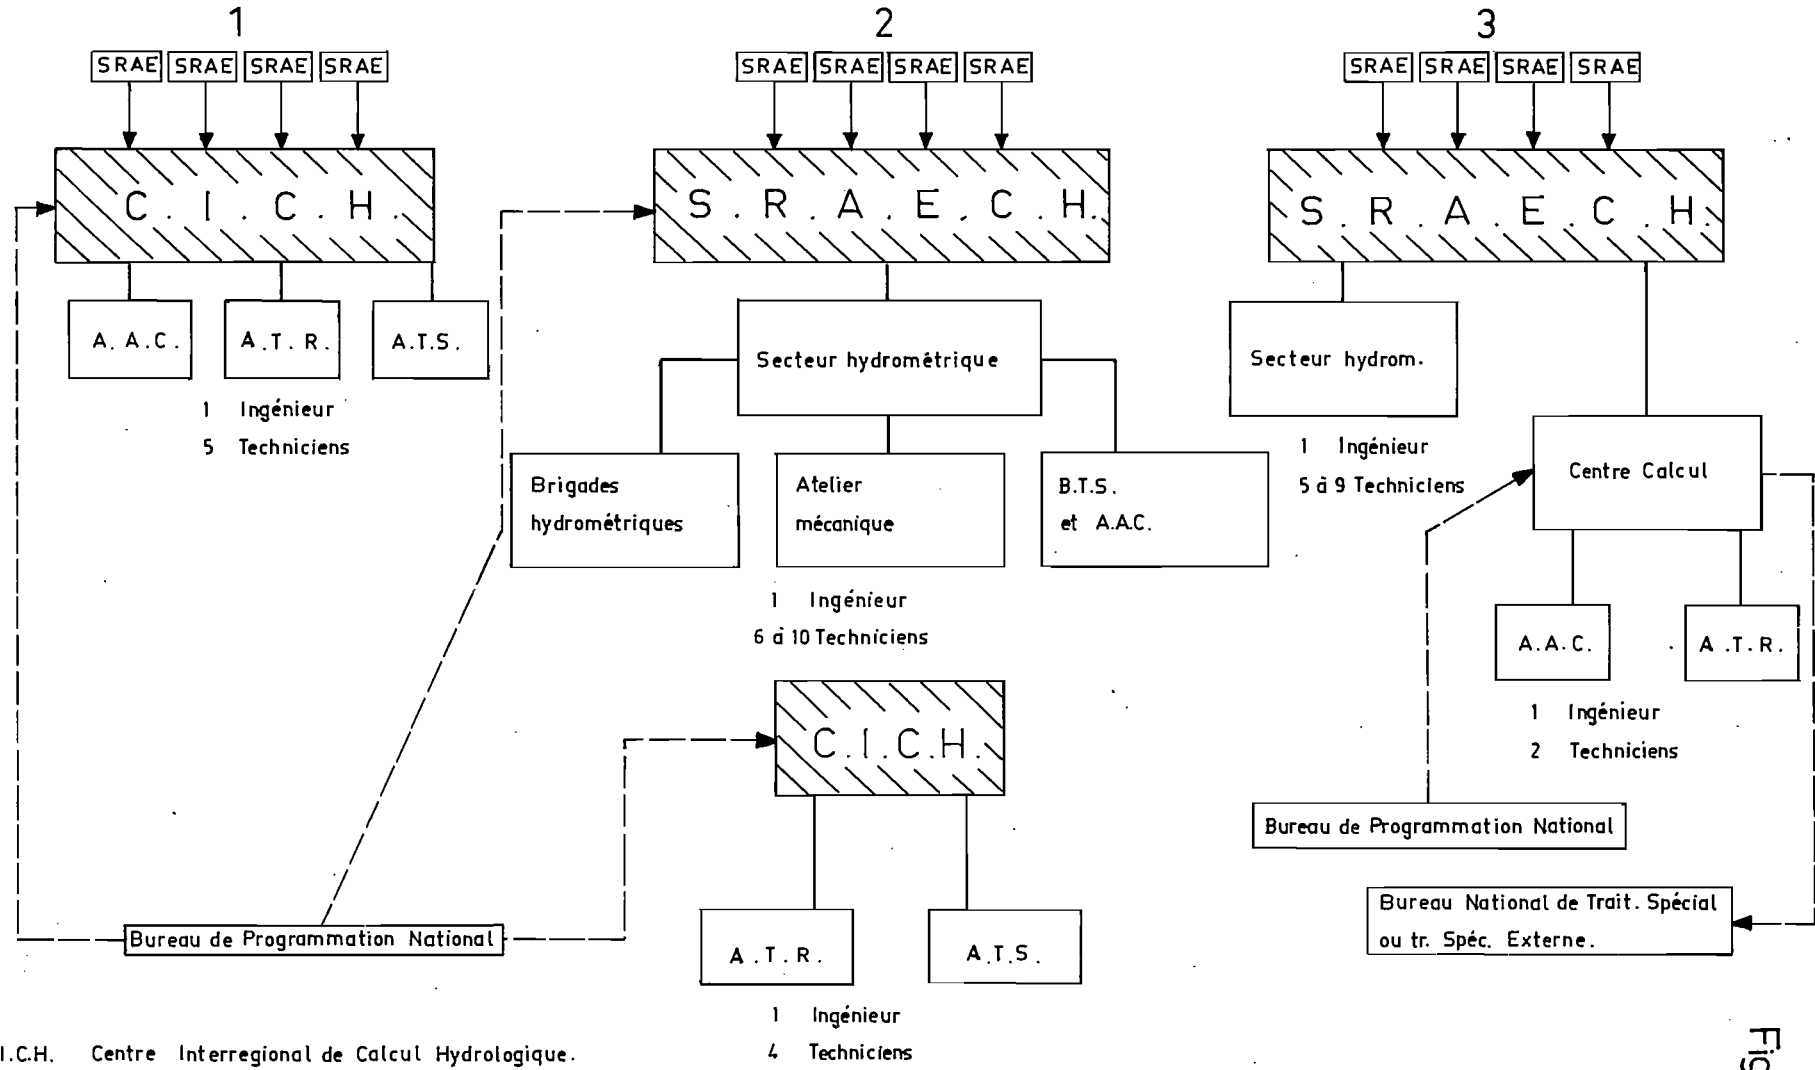 1
SRAE SRAE SRAE SRAE
C.I.C.H.
A.A.C. A.T.R. A.T.S.
1 Ingénieur
5 Techniciens
2
SRAE SRAE SRAE SRAE
S.R.A.E.C.H.
Secteur hydrométrique
Brigades
hydrométriques
Atelier
mécanique
B.T.S.
et A.A.C.
1 Ingénieur
6 à 10 Techniciens
C.I.C.H.
A.T.R. A.T.S.
1 Ingénieur
4 Techniciens
Bureau de Programmation National
3
SRAE SRAE SRAE SRAE
S.R.A.E.C.H.
Secteur hydrom.
1 Ingénieur
5 à 9 Techniciens
Centre Calcul
A.A.C. A.T.R.
1 Ingénieur
2 Techniciens
Bureau de Programmation National
Bureau National de Trait. Spécial
ou tr. Spéc. Externe.
I.C.H. Centre Interregional de Calcul Hydrologique.
Fig